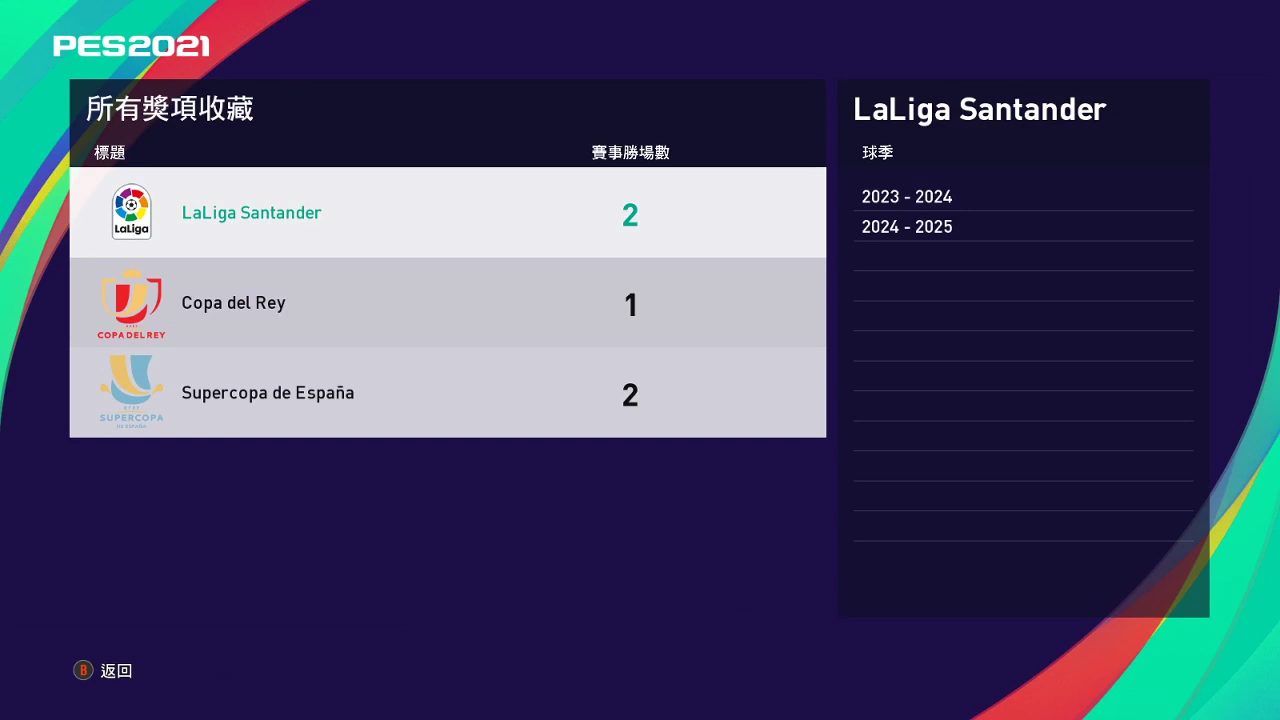 PES2021
所有獎項收藏
標題 賽事勝場數
LaLiga
LaLiga Santander 2
COPA DEL REY
Copa del Rey 1
SUPERCOPA
DE ESPAÑA
Supercopa de España 2
LaLiga Santander
球季
2023 - 2024
2024 - 2025
B 返回